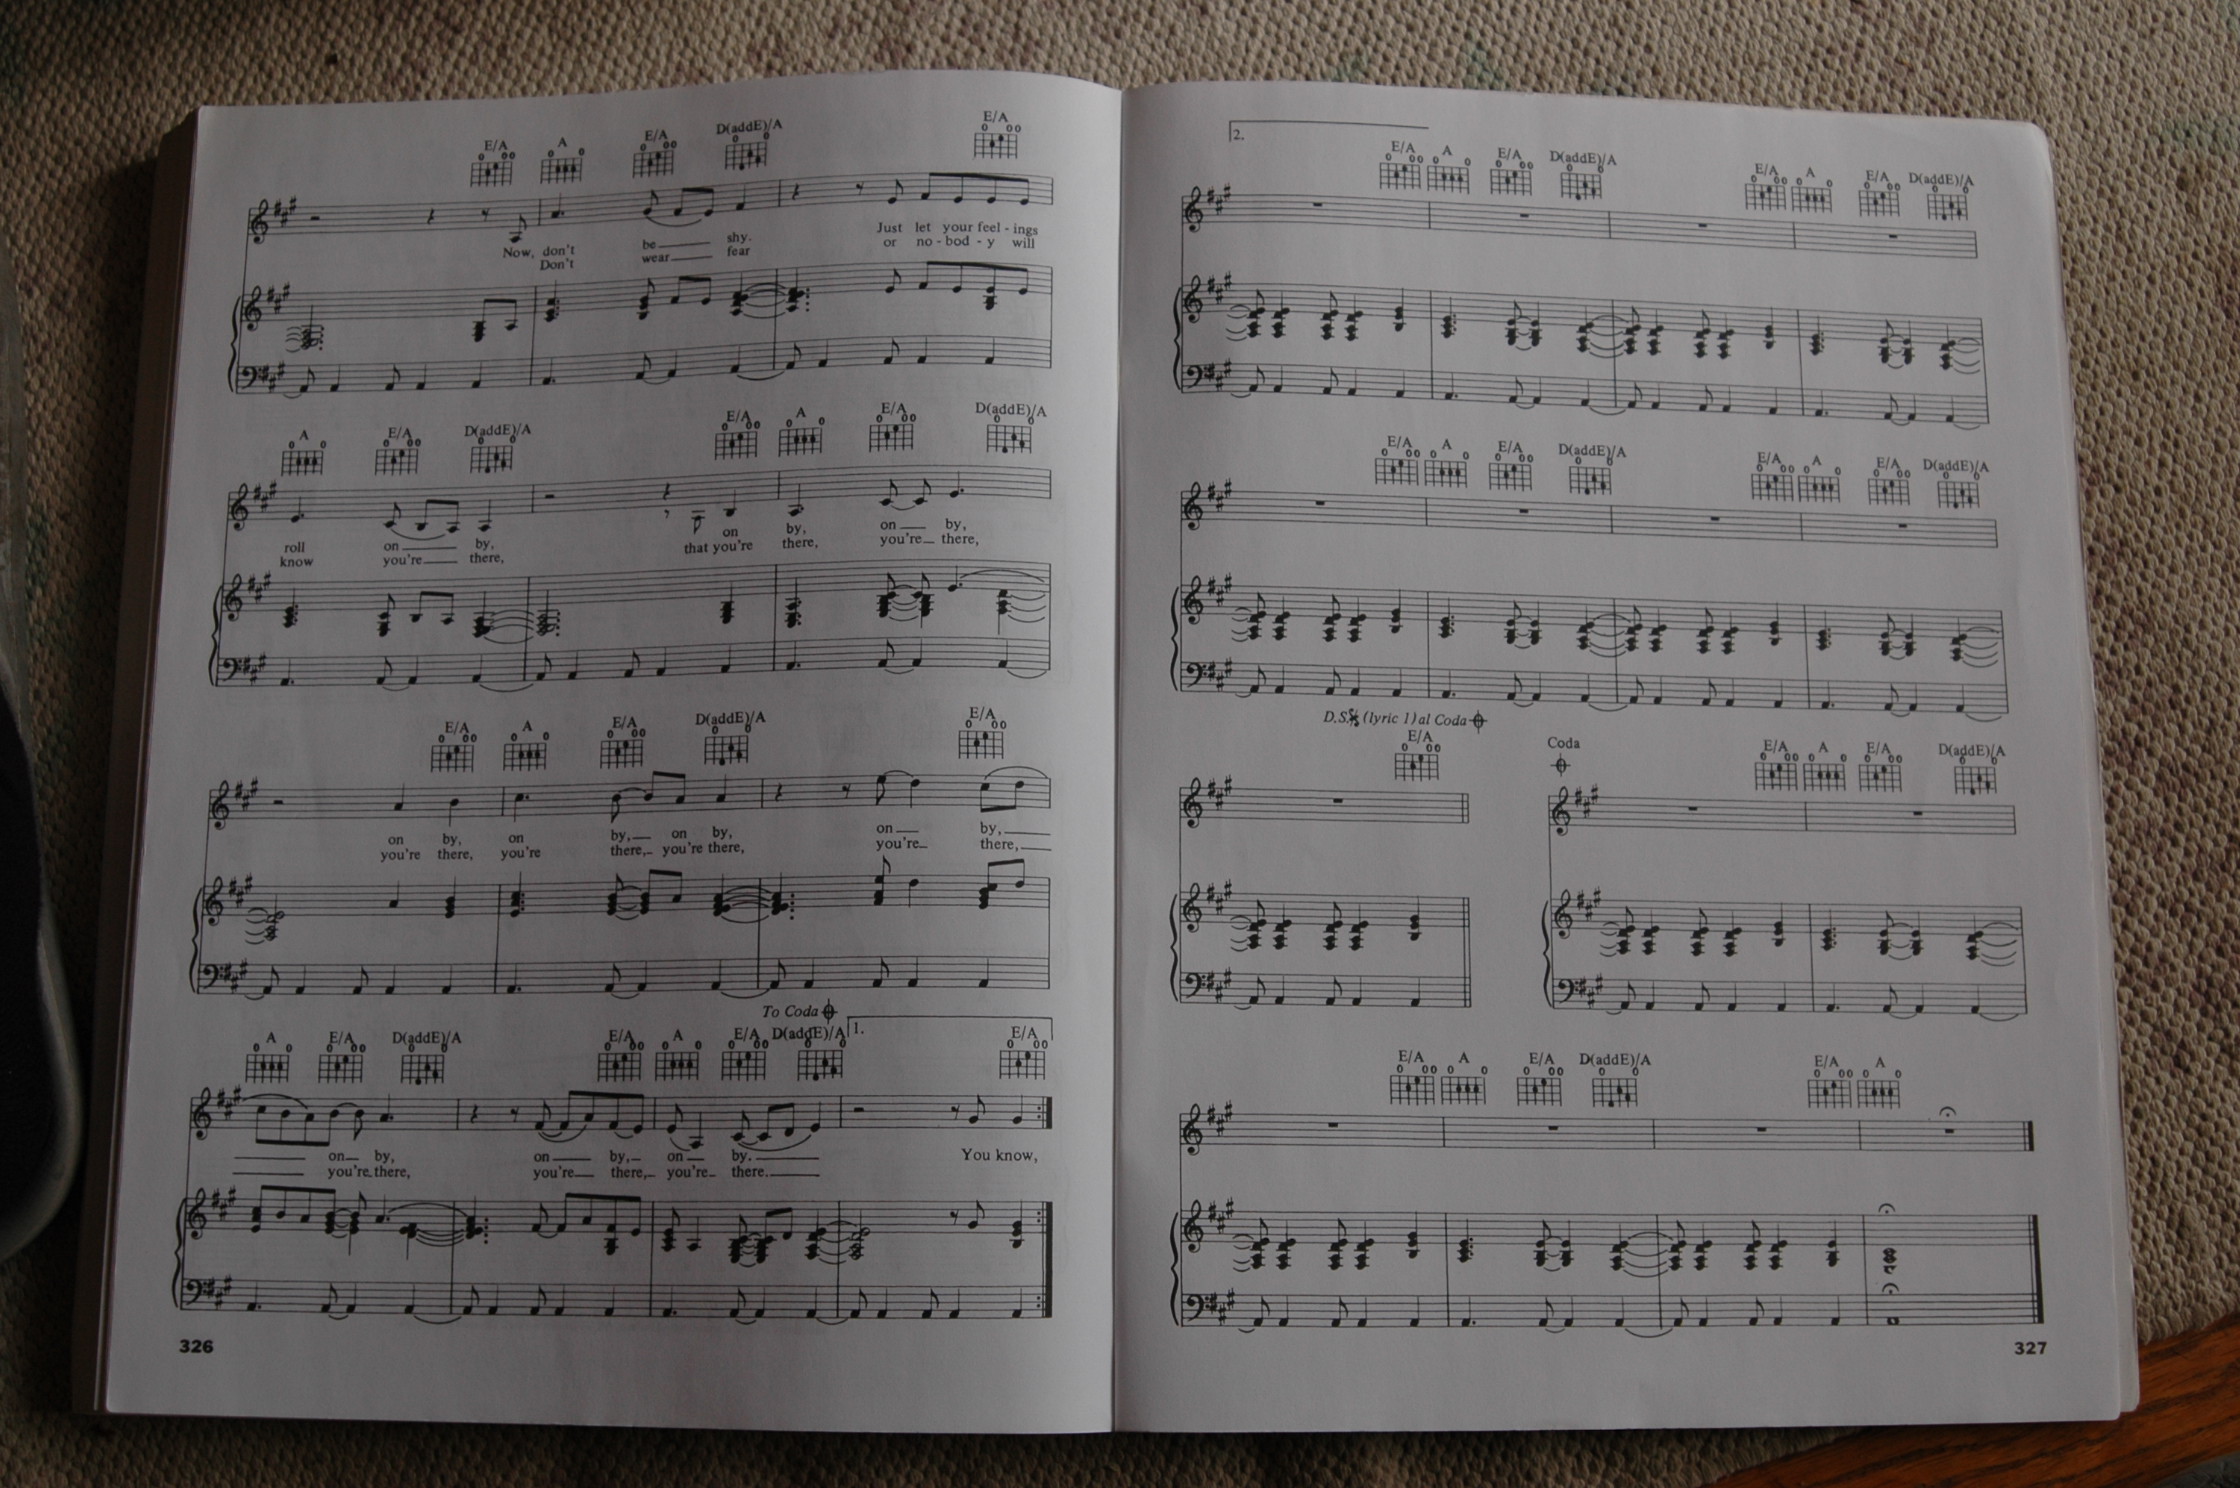 E/A A E/A D(addE)/A E/A
Now, don't be shy. Just let your feel - ings
Don't wear fear or no - bod - y will
A E/A D(addE)/A E/A A E/A D(addE)/A
roll on by, on by, on by,
know you're there, that you're there, you're there,
E/A A E/A D(addE)/A E/A
on by, on by, on by, on by,
you're there, you're there, you're there, you're there,
To Coda
1.
A E/A D(addE)/A E/A A E/A D(addE)/A E/A
on by, on by, on by. You know,
you're there, you're there, you're there.
326
2.
E/A A E/A D(addE)/A E/A A E/A D(addE)/A
E/A A E/A D(addE)/A E/A A E/A D(addE)/A
D.S. (lyric 1) al Coda
Coda
E/A E/A A E/A D(addE)/A
E/A A E/A D(addE)/A E/A A
327